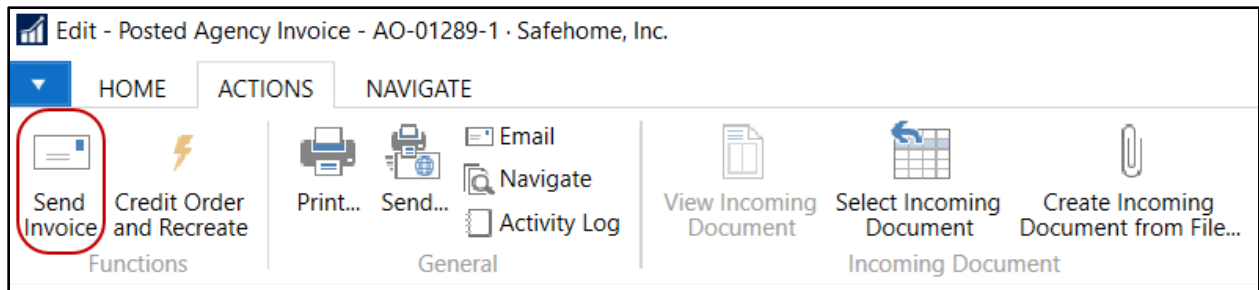 Edit - Posted Agency Invoice - AO-01289-1 · Safehome, Inc.
HOME ACTIONS NAVIGATE
Send
Invoice
Credit Order
and Recreate
Print...
Send...
Email
Navigate
Activity Log
View Incoming
Document
Select Incoming
Document
Create Incoming
Document from File...
Functions
General
Incoming Document